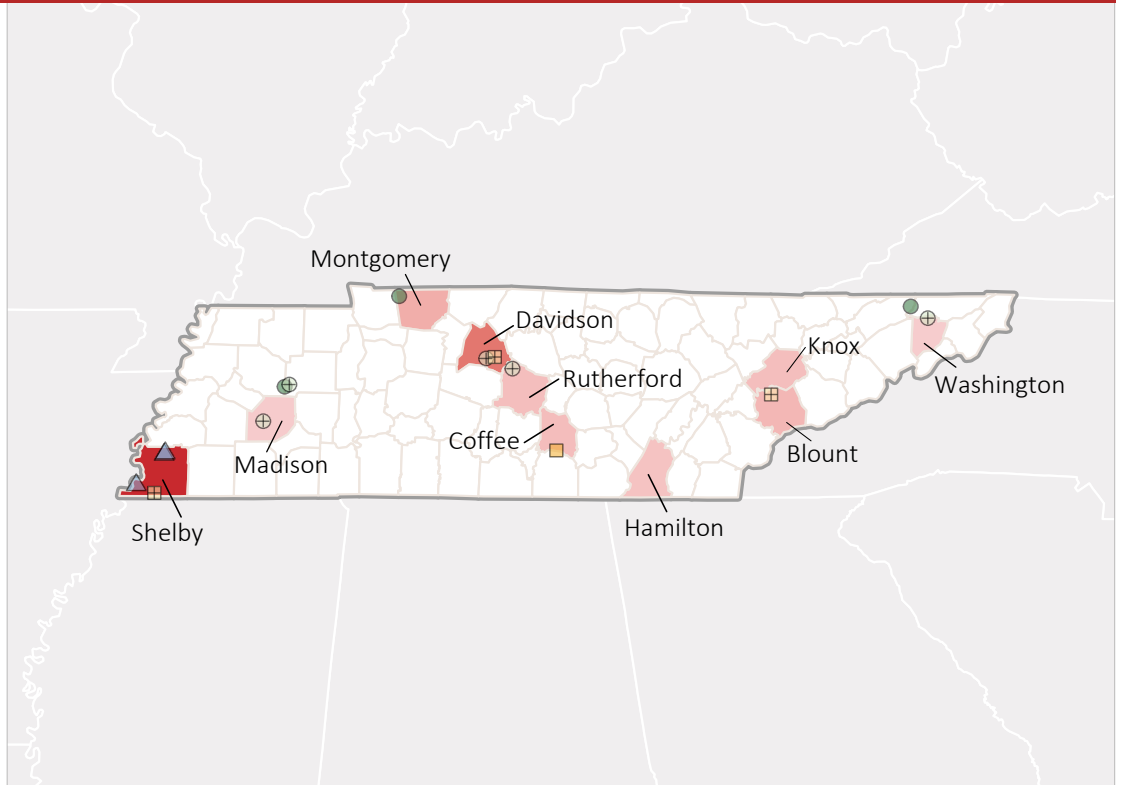 Montgomery
Davidson
Knox
Rutherford
Washington
Coffee
Blount
Madison
Hamilton
Shelby